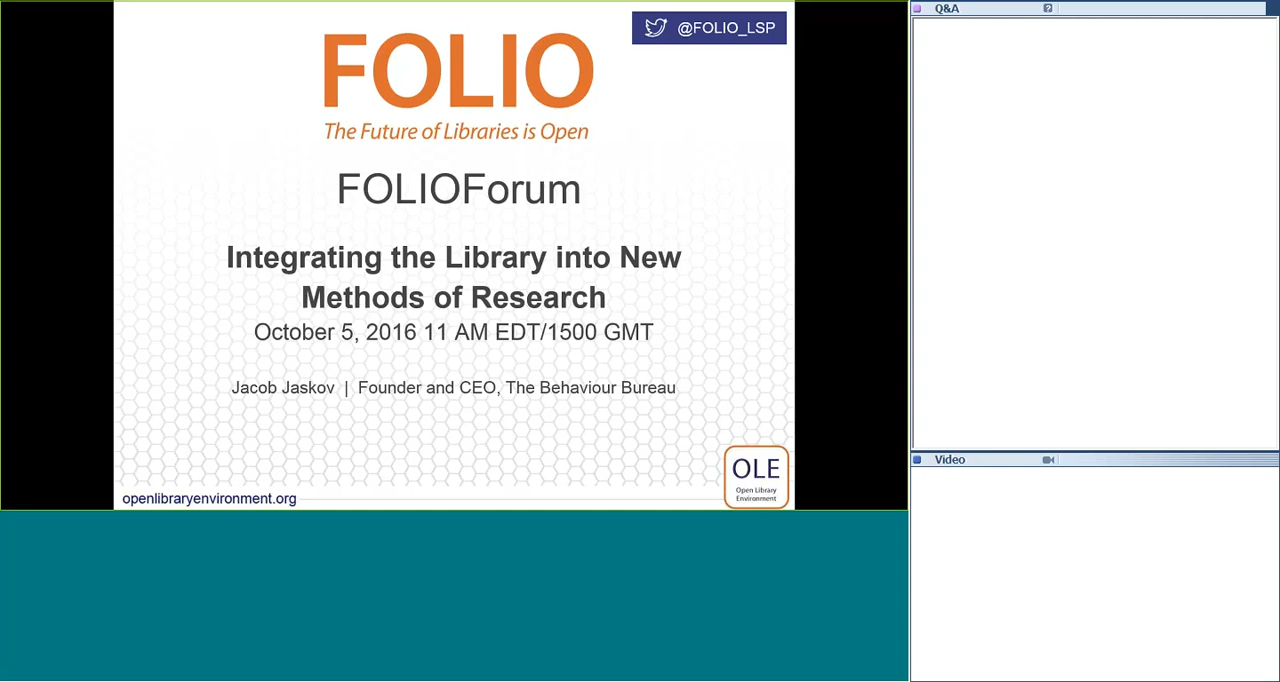 @FOLIO_LSP
FOLIO
The Future of Libraries is Open
FOLIOForum
Integrating the Library into New
Methods of Research
October 5, 2016 11 AM EDT/1500 GMT
Jacob Jaskov | Founder and CEO, The Behaviour Bureau
OLE
Open Library
Environment
openlibraryenvironment.org
Q&A
?
Video